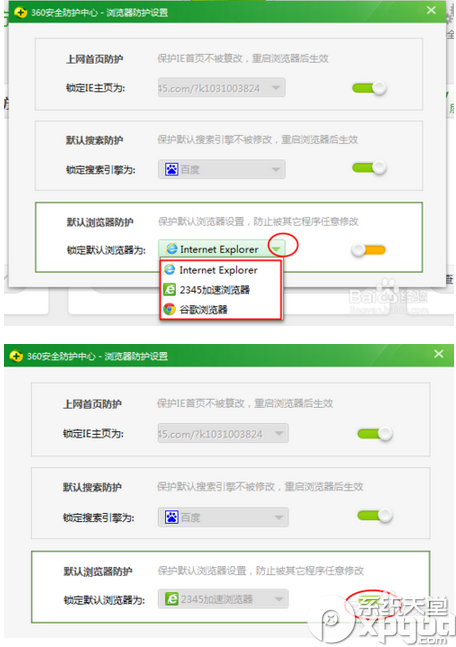 360安全防护中心 - 浏览器防护设置
上网首页防护 保护IE首页不被篡改，重启浏览器后生效
锁定IE主页为: 45.com/?k1031003824
默认搜索防护 保护默认搜索引擎不被修改，重启浏览器后生效
锁定搜索引擎为: 百度
默认浏览器防护 保护默认浏览器设置，防止被其它程序任意修改
锁定默认浏览器为: Internet Explorer
Internet Explorer
2345加速浏览器
谷歌浏览器
Baidu
360安全防护中心 - 浏览器防护设置
上网首页防护 保护IE首页不被篡改，重启浏览器后生效
锁定IE主页为: 45.com/?k1031003824
默认搜索防护 保护默认搜索引擎不被修改，重启浏览器后生效
锁定搜索引擎为: 百度
默认浏览器防护 保护默认浏览器设置，防止被其它程序任意修改
锁定默认浏览器为: 2345加速浏览器
系统天堂